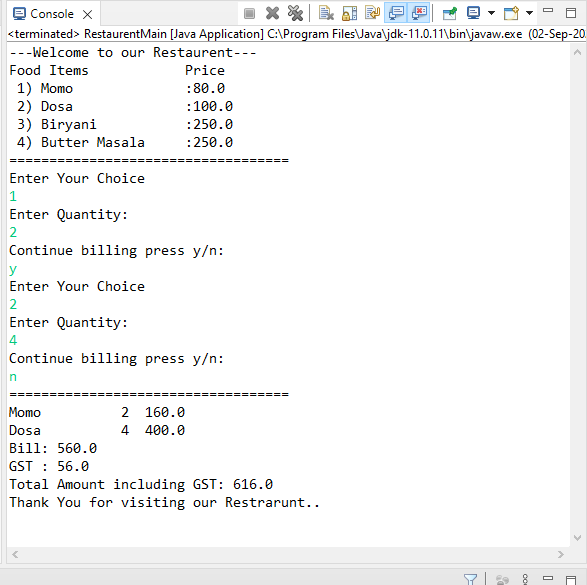 Console
<terminated> RestaurentMain [Java Application] C:\Program Files\Java\jdk-11.0.11\bin\javaw.exe (02-Sep-20
---Welcome to our Restaurent---
Food Items            Price
 1) Momo              :80.0
 2) Dosa              :100.0
 3) Biryani           :250.0
 4) Butter Masala     :250.0
===================================
Enter Your Choice
1
Enter Quantity:
2
Continue billing press y/n:
y
Enter Your Choice
2
Enter Quantity:
4
Continue billing press y/n:
n
===================================
Momo          2  160.0
Dosa          4  400.0
Bill: 560.0
GST : 56.0
Total Amount including GST: 616.0
Thank You for visiting our Restrarunt..